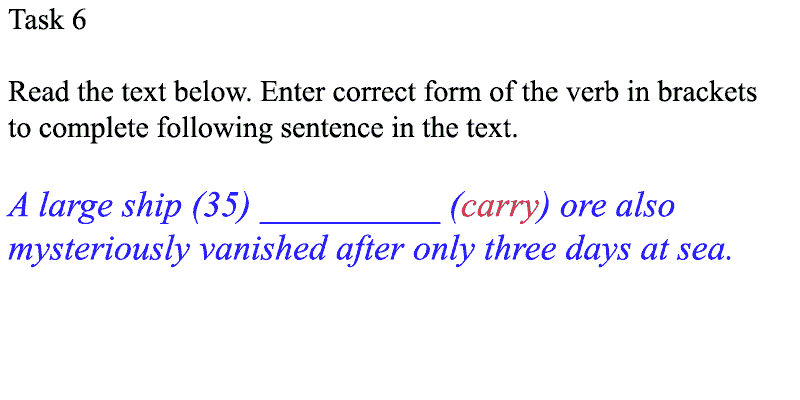 Task 6
Read the text below. Enter correct form of the verb in brackets
to complete following sentence in the text.
A large ship (35) __________ (carry) ore also
mysteriously vanished after only three days at sea.